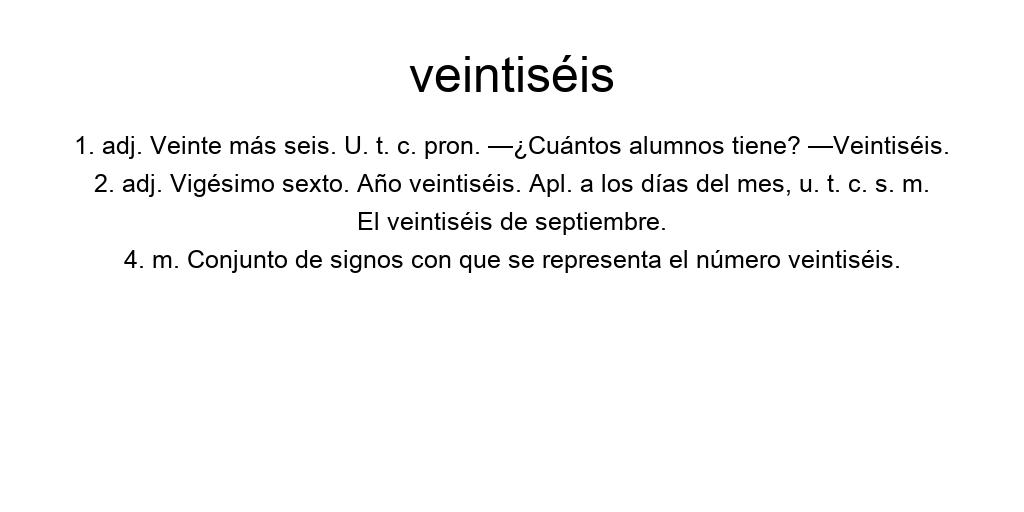 veintiséis
1. adj. Veinte más seis. U. t. c. pron. —¿Cuántos alumnos tiene? —Veintiséis.
2. adj. Vigésimo sexto. Año veintiséis. Apl. a los días del mes, u. t. c. s. m.
El veintiséis de septiembre.
4. m. Conjunto de signos con que se representa el número veintiséis.